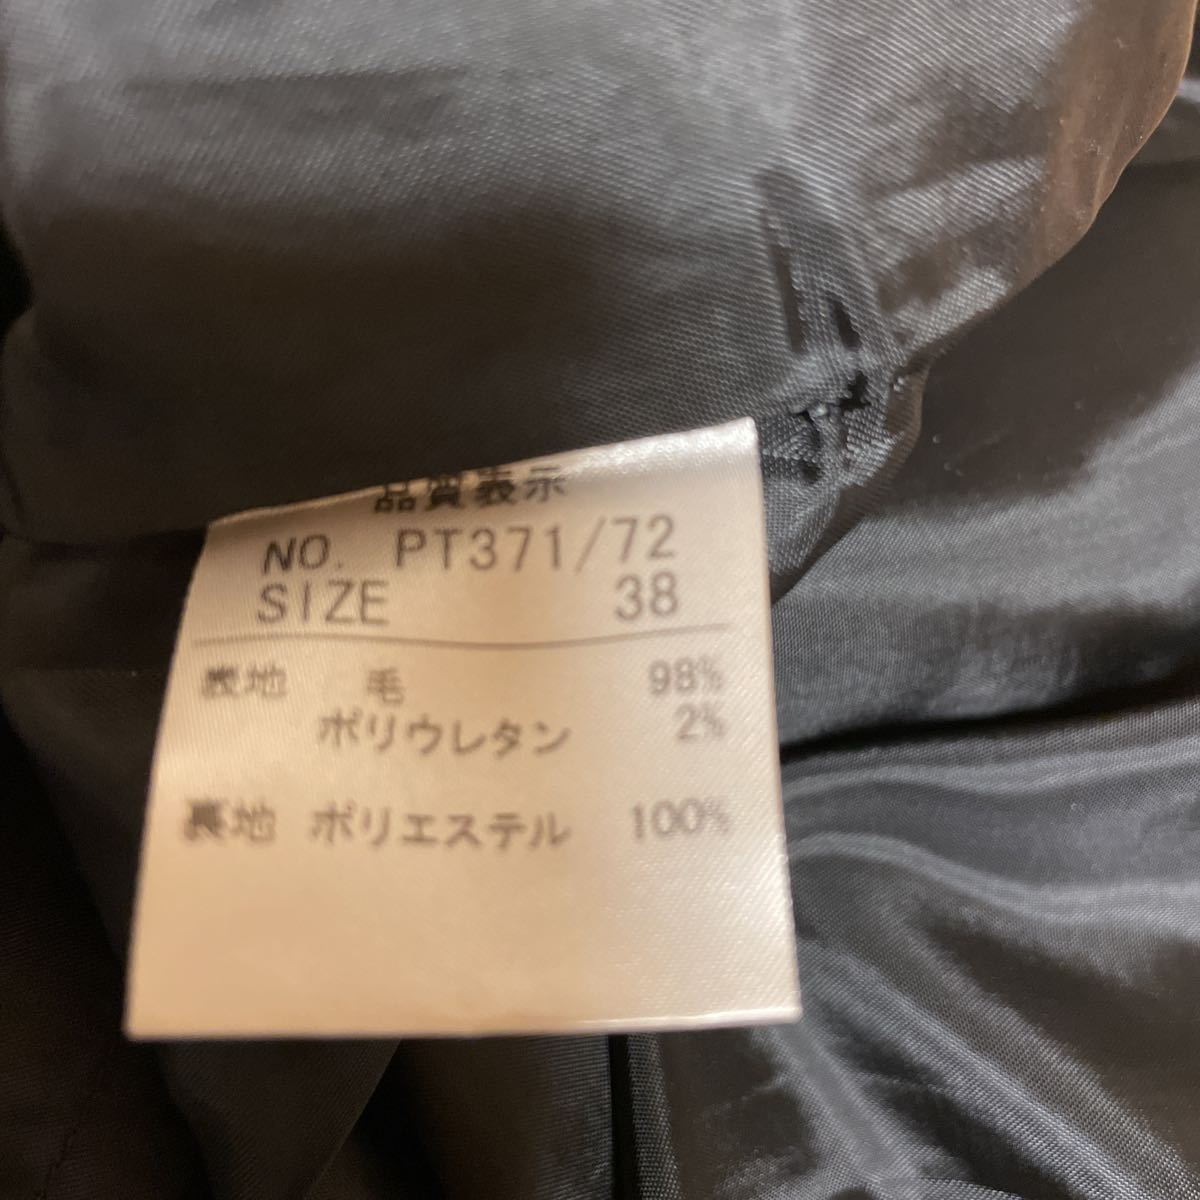 品質表示
NO. PT371/72
SIZE 38
表地 毛 98%
ポリウレタン 2%
裏地 ポリエステル 100%